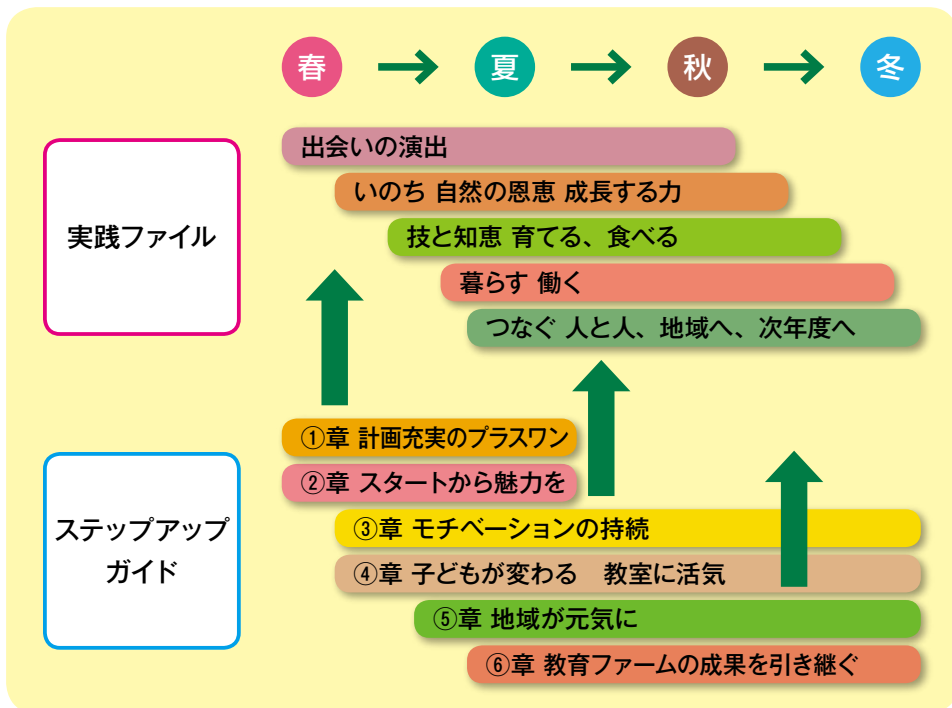 春 → 夏 → 秋 → 冬
実践ファイル
出会いの演出
いのち 自然の恩恵 成長する力
技と知恵 育てる、食べる
暮らす 働く
つなぐ 人と人、地域へ、次年度へ
ステップアップ
ガイド
①章 計画充実のプラスワン
②章 スタートから魅力を
③章 モチベーションの持続
④章 子どもが変わる　教室に活気
⑤章 地域が元気に
⑥章 教育ファームの成果を引き継ぐ